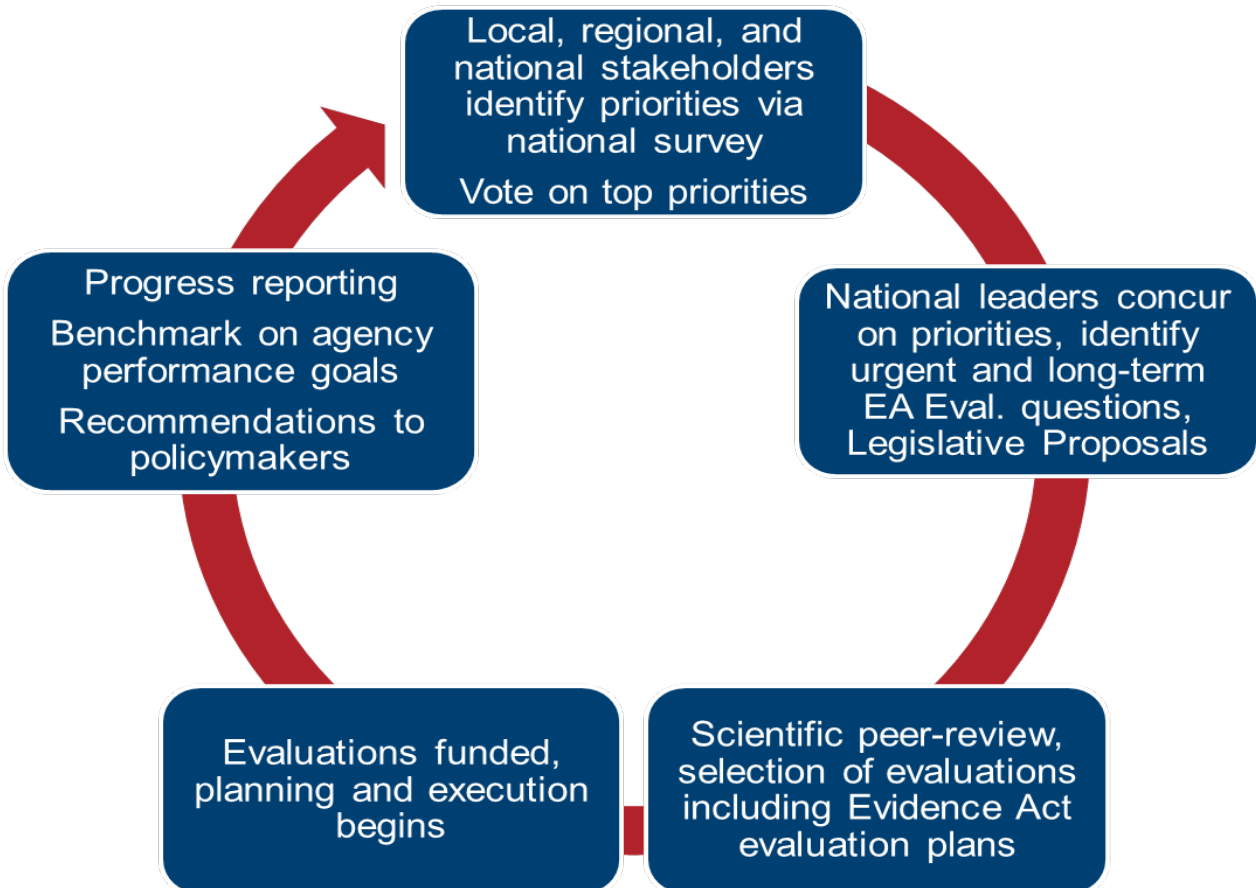 Local, regional, and
national stakeholders
identify priorities via
national survey
Vote on top priorities
National leaders concur
on priorities, identify
urgent and long-term
EA Eval. questions,
Legislative Proposals
Scientific peer-review,
selection of evaluations
including Evidence Act
evaluation plans
Evaluations funded,
planning and execution
begins
Progress reporting
Benchmark on agency
performance goals
Recommendations to
policymakers